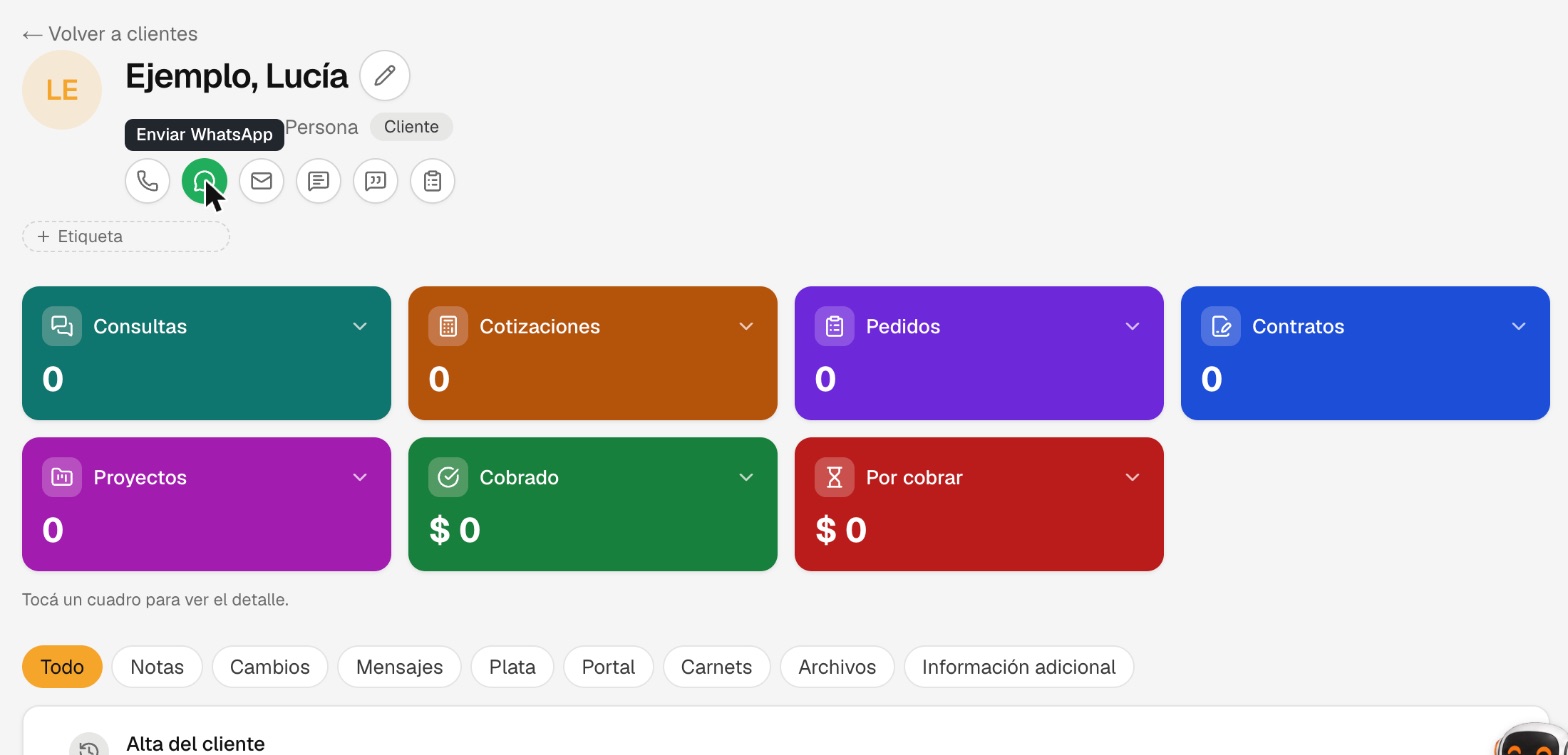 ← Volver a clientes
LE
Ejemplo, Lucía
Enviar WhatsApp
Persona
Cliente
+ Etiqueta
Consultas
0
Cotizaciones
0
Pedidos
0
Contratos
0
Proyectos
0
Cobrado
$ 0
Por cobrar
$ 0
Tocá un cuadro para ver el detalle.
Todo
Notas
Cambios
Mensajes
Plata
Portal
Carnets
Archivos
Información adicional
Alta del cliente